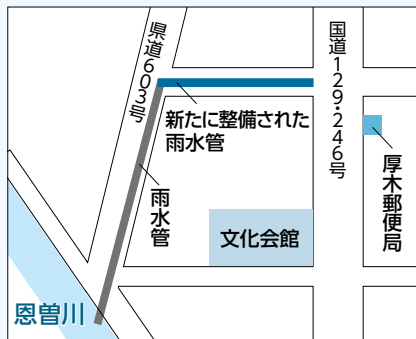 県道603号
国道129・246号
新たに整備された
雨水管
厚木郵便局
雨水管
文化会館
恩曽川